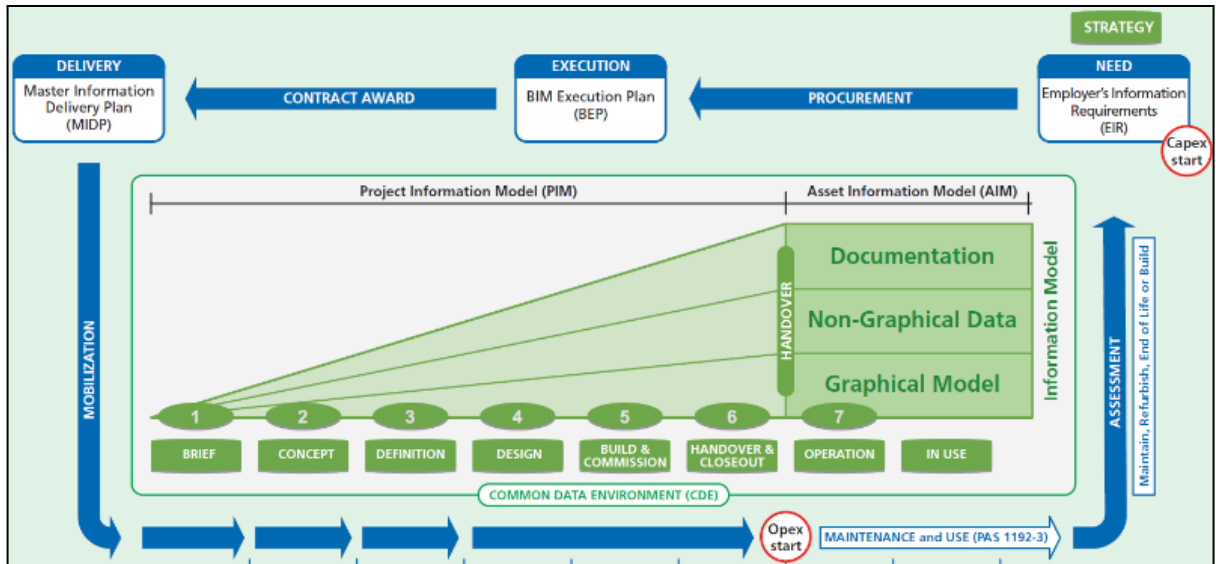 STRATEGY
DELIVERY
Master Information
Delivery Plan
(MIDP)
CONTRACT AWARD
EXECUTION
BIM Execution Plan
(BEP)
PROCUREMENT
NEED
Employer's Information
Requirements
(EIR)
Capex
start
Project Information Model (PIM)
Asset Information Model (AIM)
Documentation
Non-Graphical Data
Graphical Model
HANDOVER
Information Model
MOBILIZATION
ASSESSMENT
Maintain, Refurbish, End of Life or Build
1
2
3
4
5
6
7
BRIEF
CONCEPT
DEFINITION
DESIGN
BUILD &
COMMISSION
HANDOVER &
CLOSEOUT
OPERATION
IN USE
COMMON DATA ENVIRONMENT (CDE)
Opex
start
MAINTENANCE and USE (PAS 1192-3)